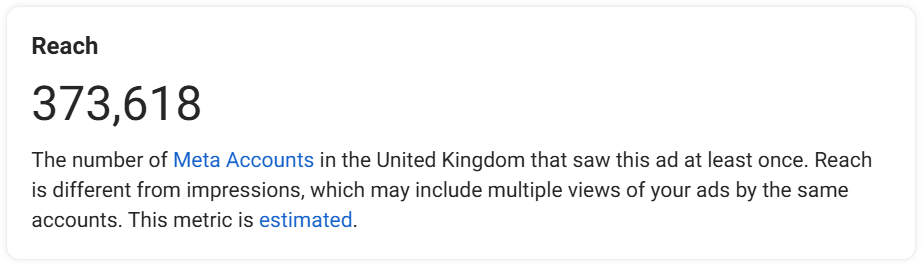 Reach
373,618
The number of Meta Accounts in the United Kingdom that saw this ad at least once. Reach
is different from impressions, which may include multiple views of your ads by the same
accounts. This metric is estimated.